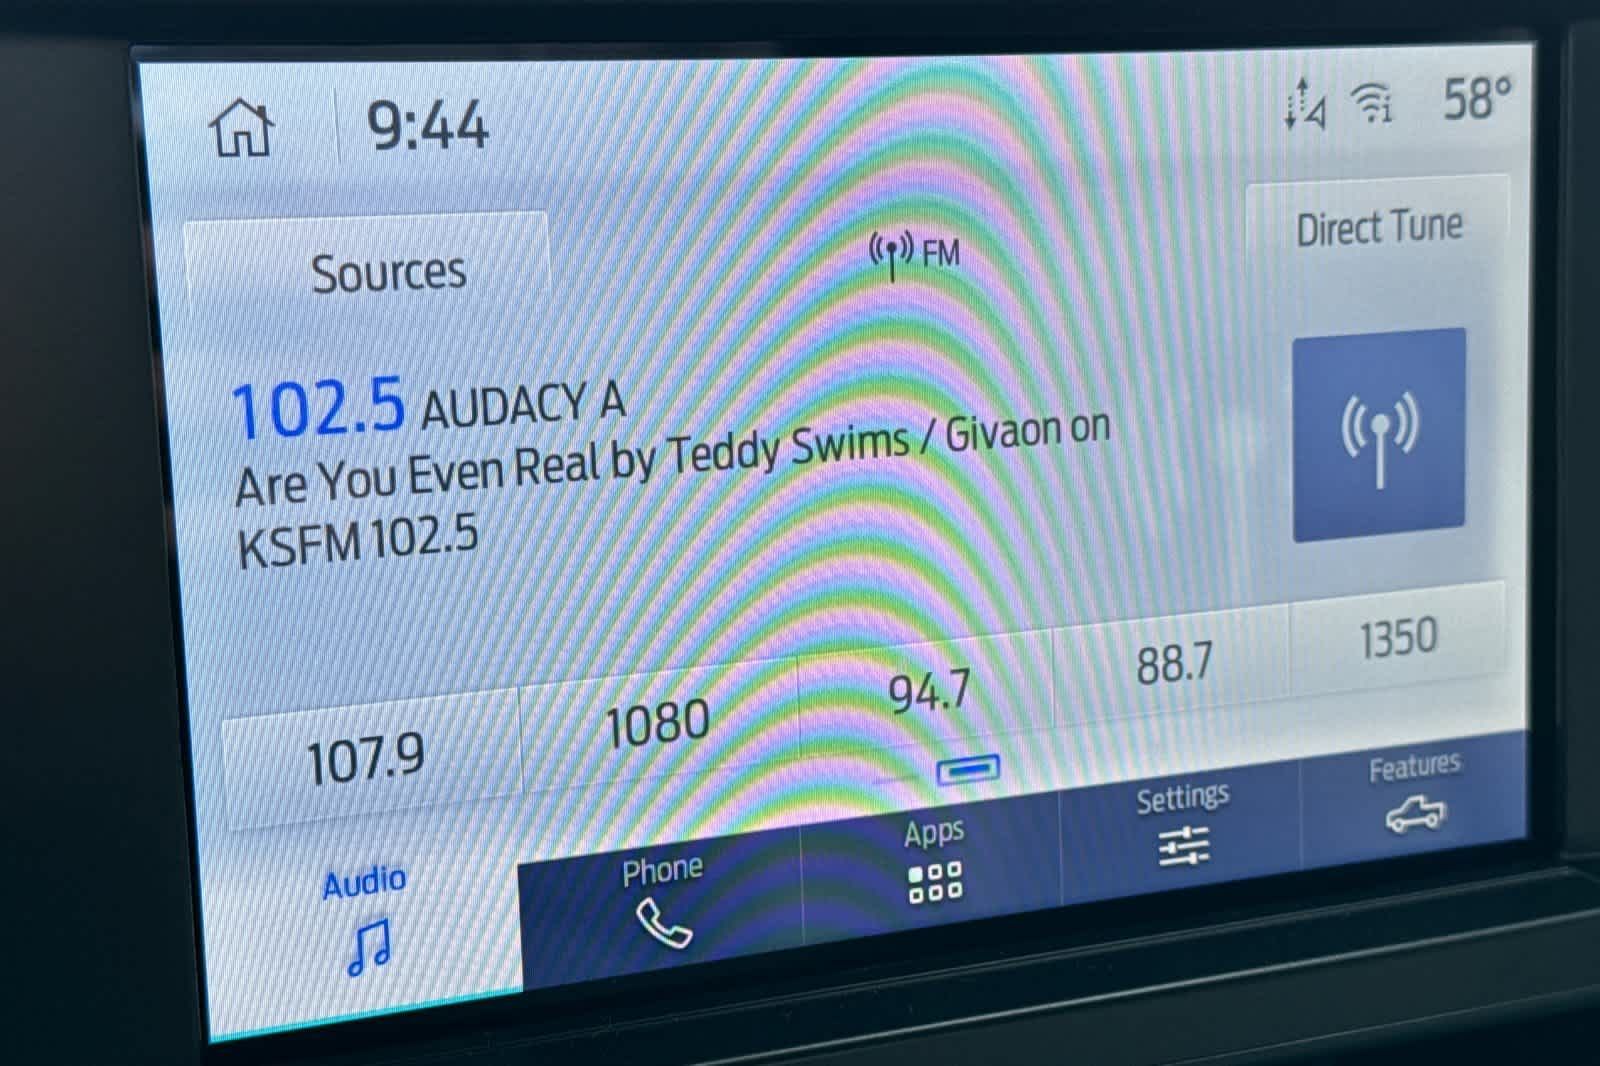 9:44
58°
Sources
FM
Direct Tune
102.5 AUDACY A
Are You Even Real by Teddy Swims / Givaon on
KSFM 102.5
107.9
1080
94.7
88.7
1350
Audio
Phone
Apps
Settings
Features